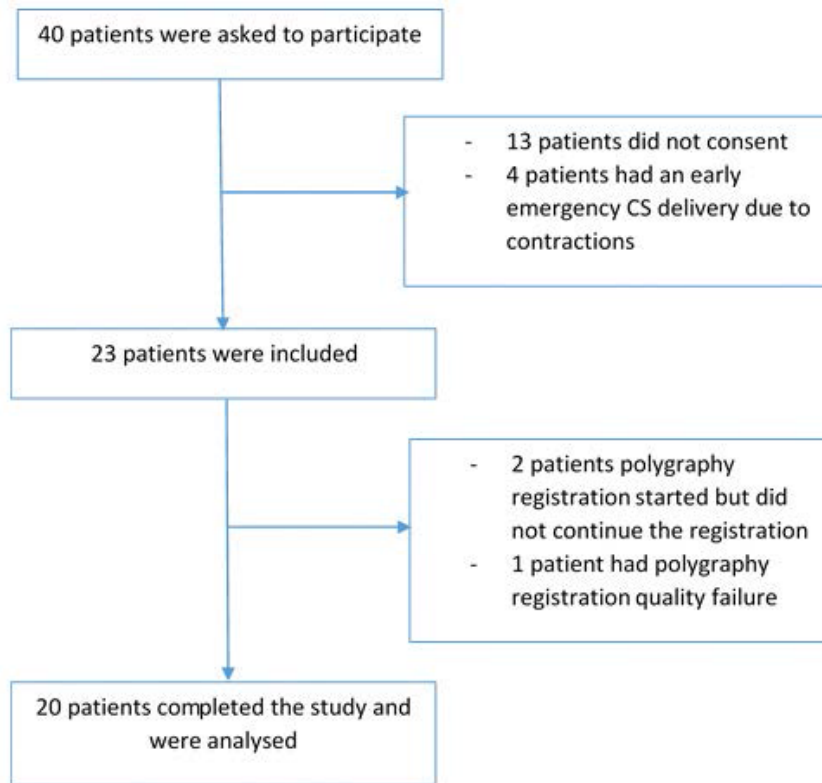 40 patients were asked to participate
- 13 patients did not consent
- 4 patients had an early
emergency CS delivery due to
contractions
23 patients were included
- 2 patients polygraphy
registration started but did
not continue the registration
- 1 patient had polygraphy
registration quality failure
20 patients completed the study and
were analysed